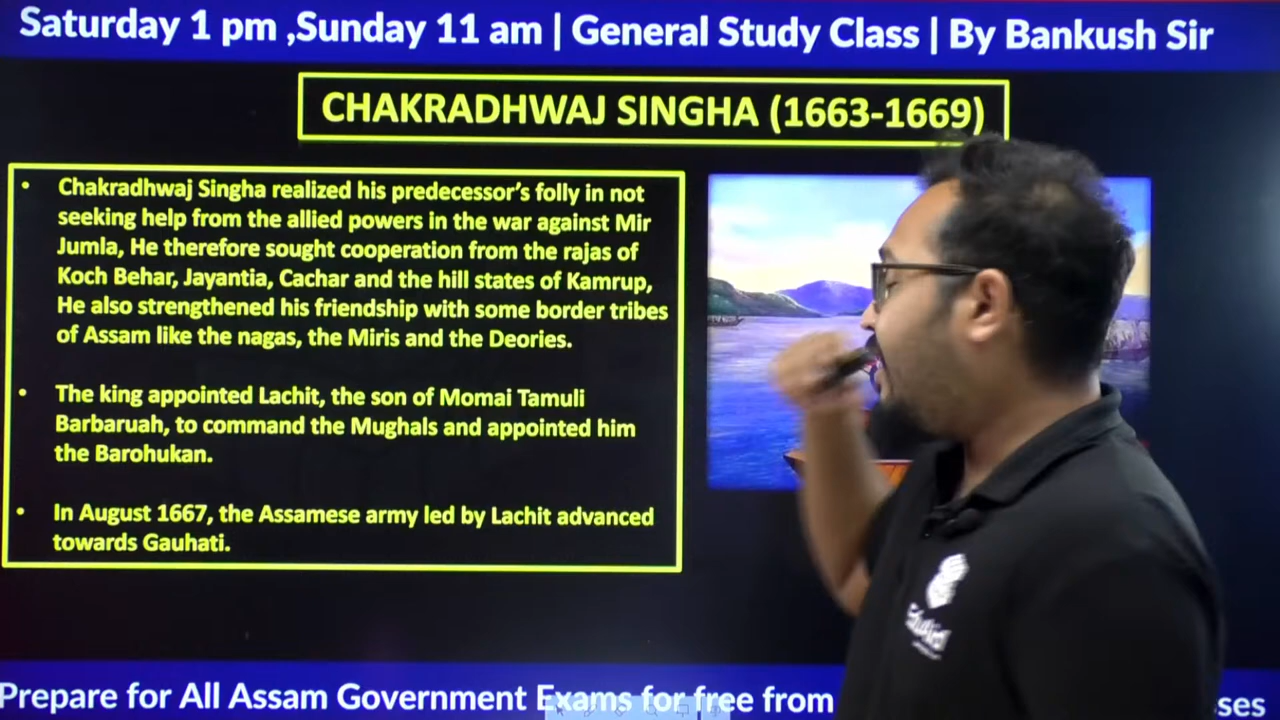 Saturday 1 pm ,Sunday 11 am | General Study Class | By Bankush Sir
CHAKRADHWAJ SINGHA (1663-1669)
• Chakradhwaj Singha realized his predecessor's folly in not
seeking help from the allied powers in the war against Mir
Jumla, He therefore sought cooperation from the rajas of
Koch Behar, Jayantia, Cachar and the hill states of Kamrup,
He also strengthened his friendship with some border tribes
of Assam like the nagas, the Miris and the Deories.
• The king appointed Lachit, the son of Momai Tamuli
Barbaruah, to command the Mughals and appointed him
the Barohukan.
• In August 1667, the Assamese army led by Lachit advanced
towards Gauhati.
Prepare for All Assam Government Exams for free from